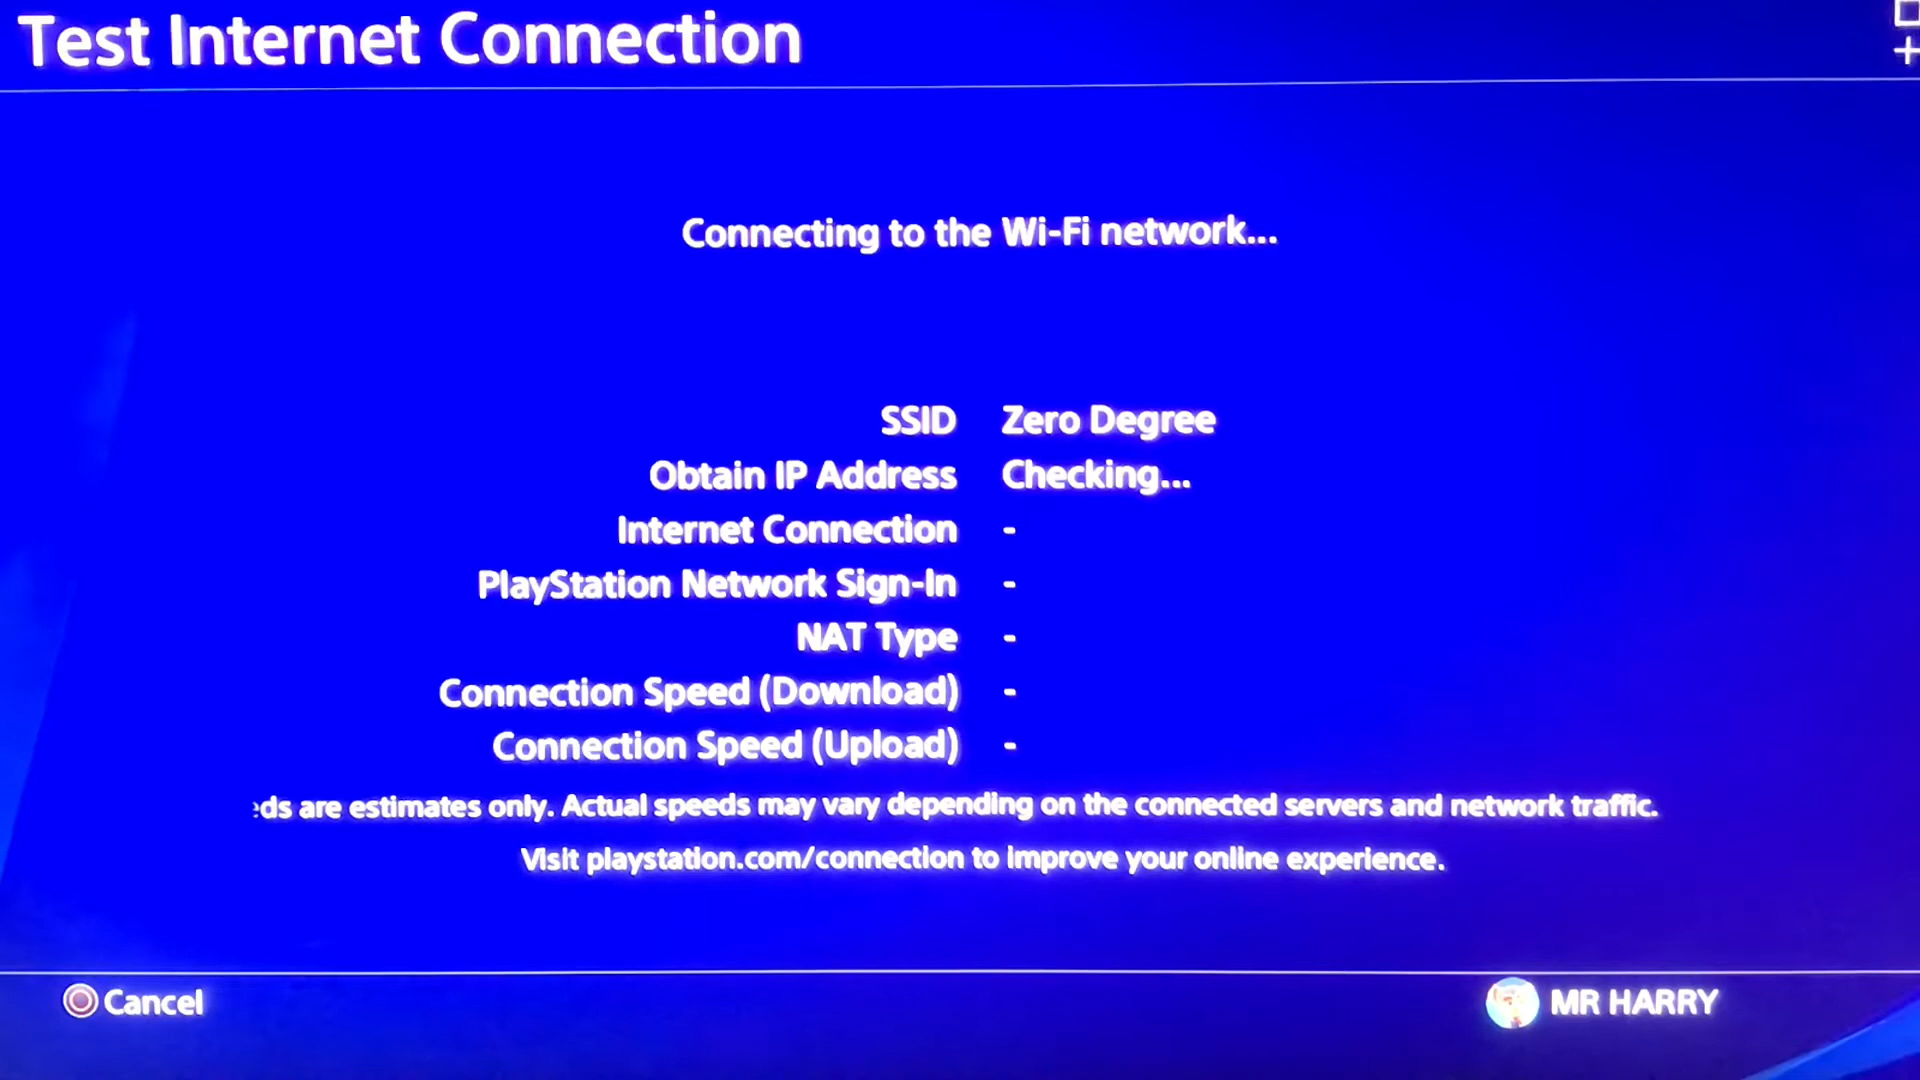 Test Internet Connection
Connecting to the Wi-Fi network...
SSID Zero Degree
Obtain IP Address Checking...
Internet Connection -
PlayStation Network Sign-In -
NAT Type -
Connection Speed (Download) -
Connection Speed (Upload) -
are estimates only. Actual speeds may vary depending on the connected servers and network traffic.
Visit playstation.com/connection to improve your online experience.
Cancel
MR HARRY